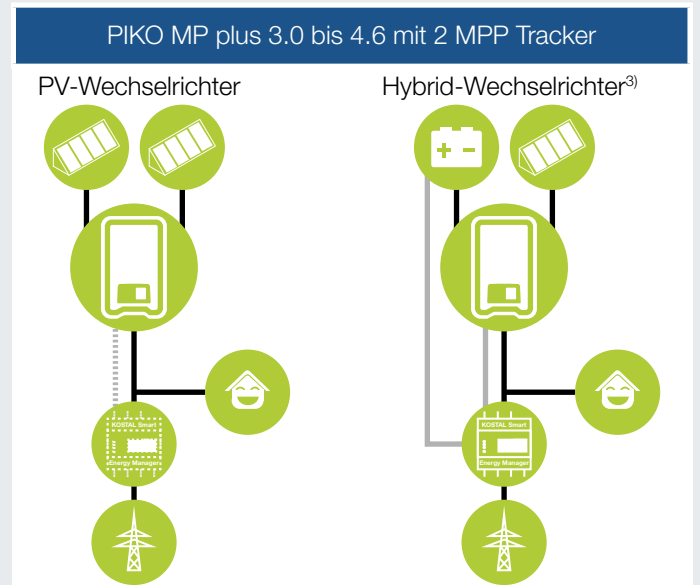 PIKO MP plus 3.0 bis 4.6 mit 2 MPP Tracker
PV-Wechselrichter
Hybrid-Wechselrichter3)
KOSTAL Smart
Energy Manager
KOSTAL Smart
Energy Manager